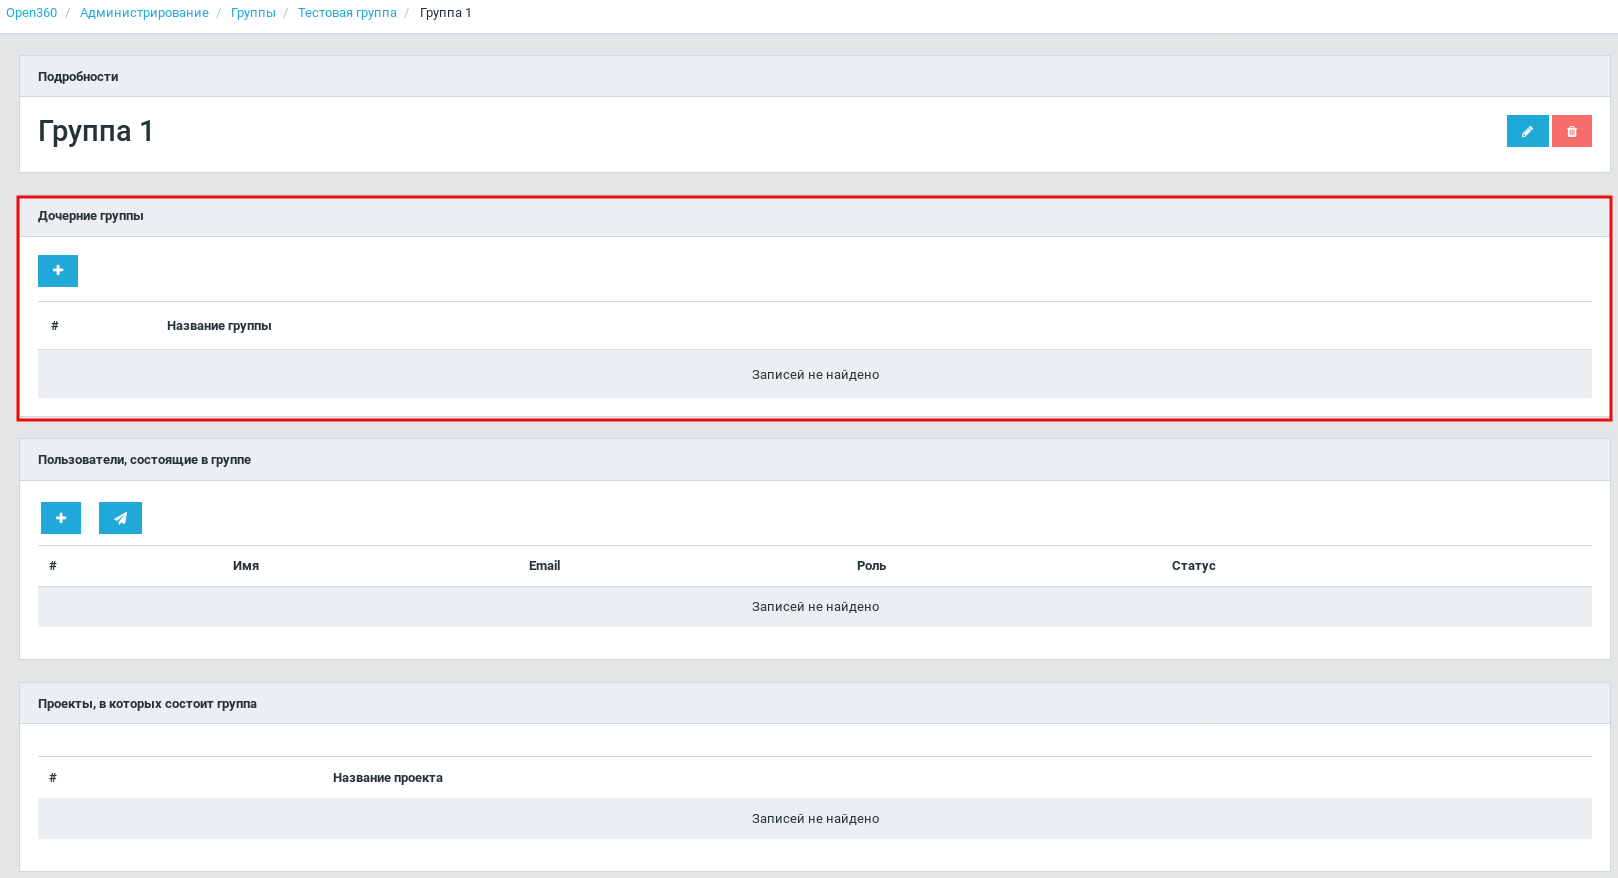 Open360 / Администрирование / Группы / Тестовая группа / Группа 1
Подробности
Группа 1
Дочерние группы
# Название группы
Записей не найдено
Пользователи, состоящие в группе
# Имя Email Роль Статус
Записей не найдено
Проекты, в которых состоит группа
# Название проекта
Записей не найдено